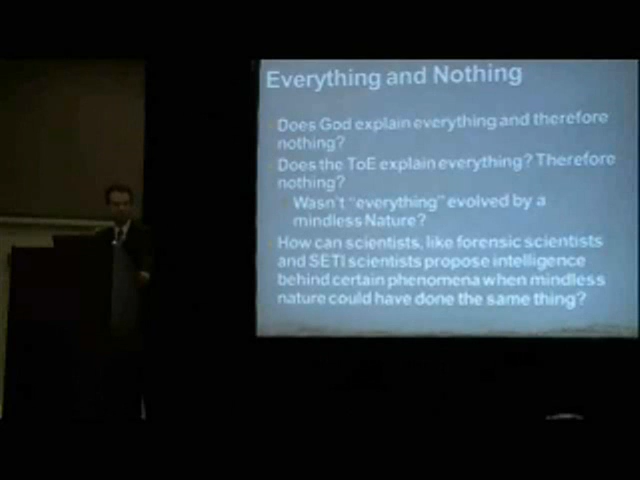 Everything and Nothing
Does God explain everything and therefore
nothing?
Does the ToE explain everything? Therefore
nothing?
Wasn't "everything" evolved by a
mindless Nature?
How can scientists, like forensic scientists
and SETI scientists propose intelligence
behind certain phenomena when mindless
nature could have done the same thing?